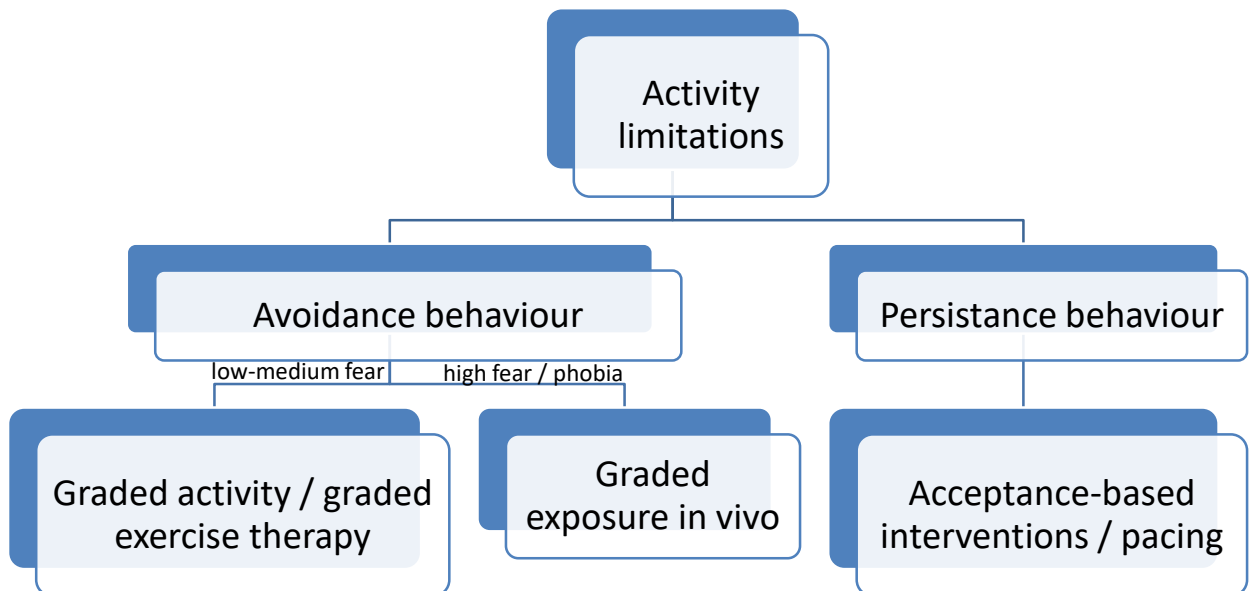 Activity
limitations
Avoidance behaviour
Persistance behaviour
low-medium fear
high fear / phobia
Graded activity / graded
exercise therapy
Graded
exposure in vivo
Acceptance-based
interventions / pacing